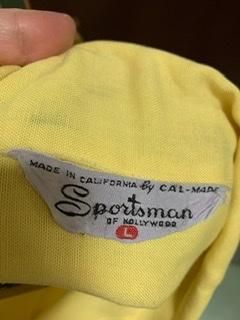 MADE IN CALIFORNIA by CAL-MADE
Sportsman
OF HOLLYWOOD
L